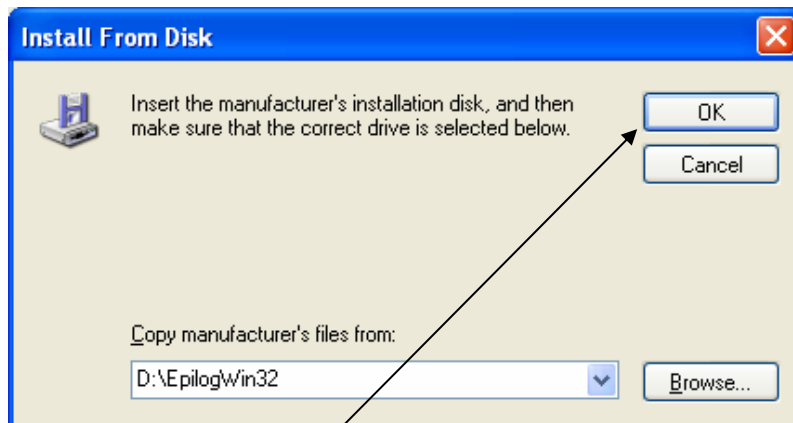 Install From Disk
Insert the manufacturer's installation disk, and then
make sure that the correct drive is selected below.
OK
Cancel
Copy manufacturer's files from:
D:\EpilogWin32
Browse...